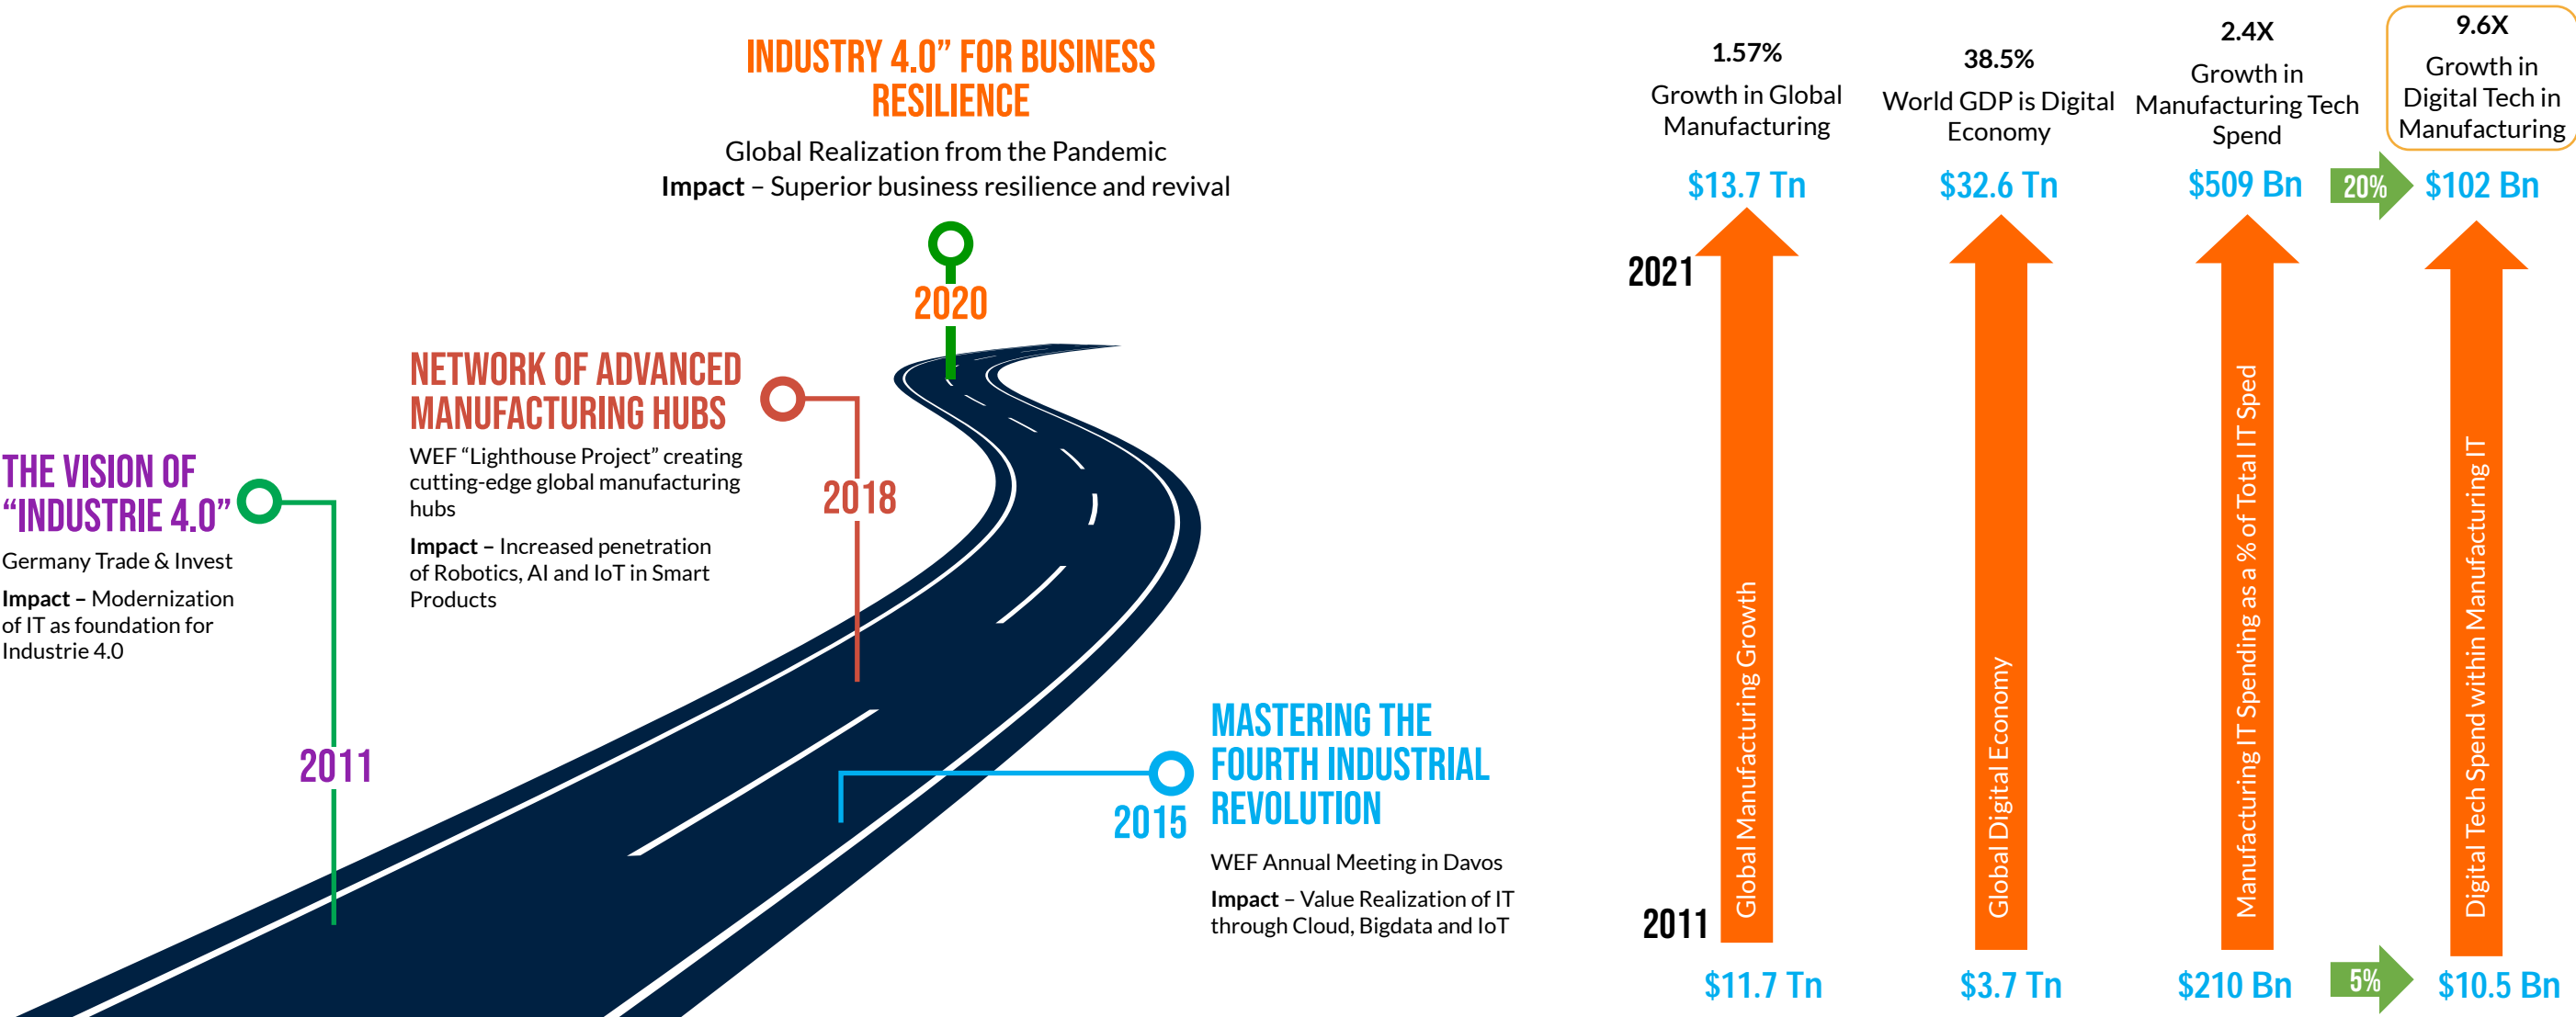 INDUSTRY 4.0” FOR BUSINESS
RESILIENCE
Global Realization from the Pandemic
Impact – Superior business resilience and revival
2020
NETWORK OF ADVANCED
MANUFACTURING HUBS
WEF “Lighthouse Project” creating
cutting-edge global manufacturing
hubs
Impact – Increased penetration
of Robotics, AI and IoT in Smart
Products
2018
THE VISION OF
“INDUSTRIE 4.0”
Germany Trade & Invest
Impact – Modernization
of IT as foundation for
Industrie 4.0
2011
MASTERING THE
FOURTH INDUSTRIAL
REVOLUTION
2015
WEF Annual Meeting in Davos
Impact – Value Realization of IT
through Cloud, Bigdata and IoT
1.57%
Growth in Global
Manufacturing
$13.7 Tn
38.5%
World GDP is Digital
Economy
$32.6 Tn
2.4X
Growth in
Manufacturing Tech
Spend
$509 Bn
20%
9.6X
Growth in
Digital Tech in
Manufacturing
$102 Bn
2021
Global Manufacturing Growth
Global Digital Economy
Manufacturing IT Spending as a % of Total IT Sped
Digital Tech Spend within Manufacturing IT
2011
$11.7 Tn
$3.7 Tn
$210 Bn
5%
$10.5 Bn